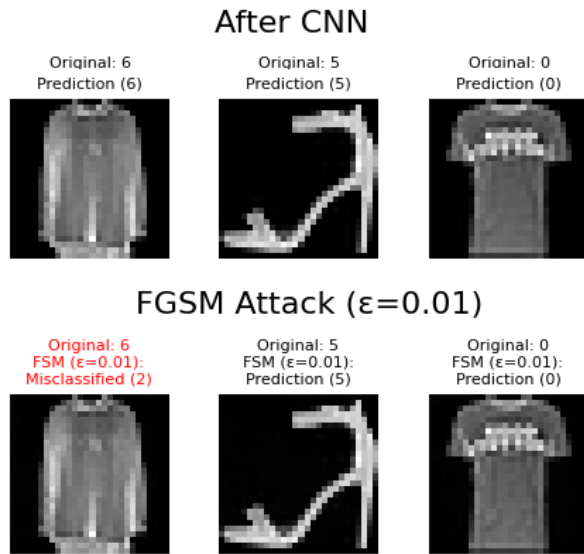 After CNN
Original: 6
Prediction (6)
Original: 5
Prediction (5)
Original: 0
Prediction (0)
FGSM Attack (ε=0.01)
Original: 6
FSM (ε=0.01):
Misclassified (2)
Original: 5
FSM (ε=0.01):
Prediction (5)
Original: 0
FSM (ε=0.01):
Prediction (0)